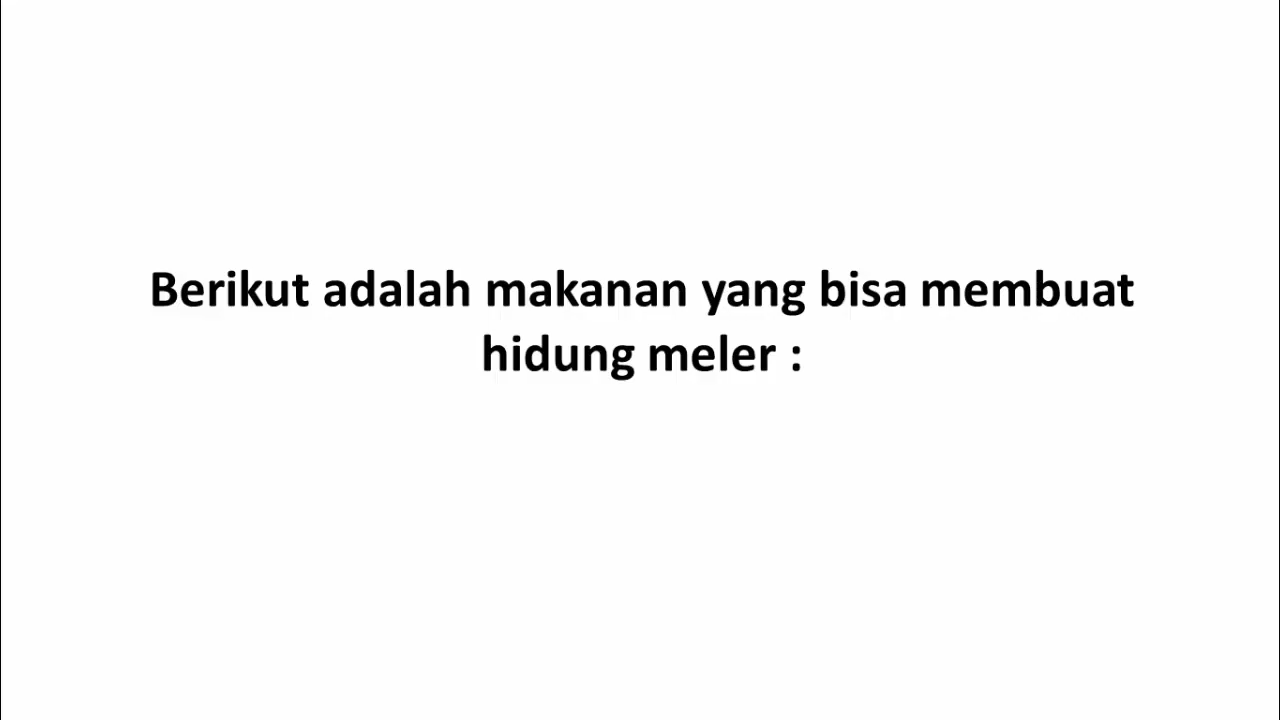 Berikut adalah makanan yang bisa membuat
hidung meler :